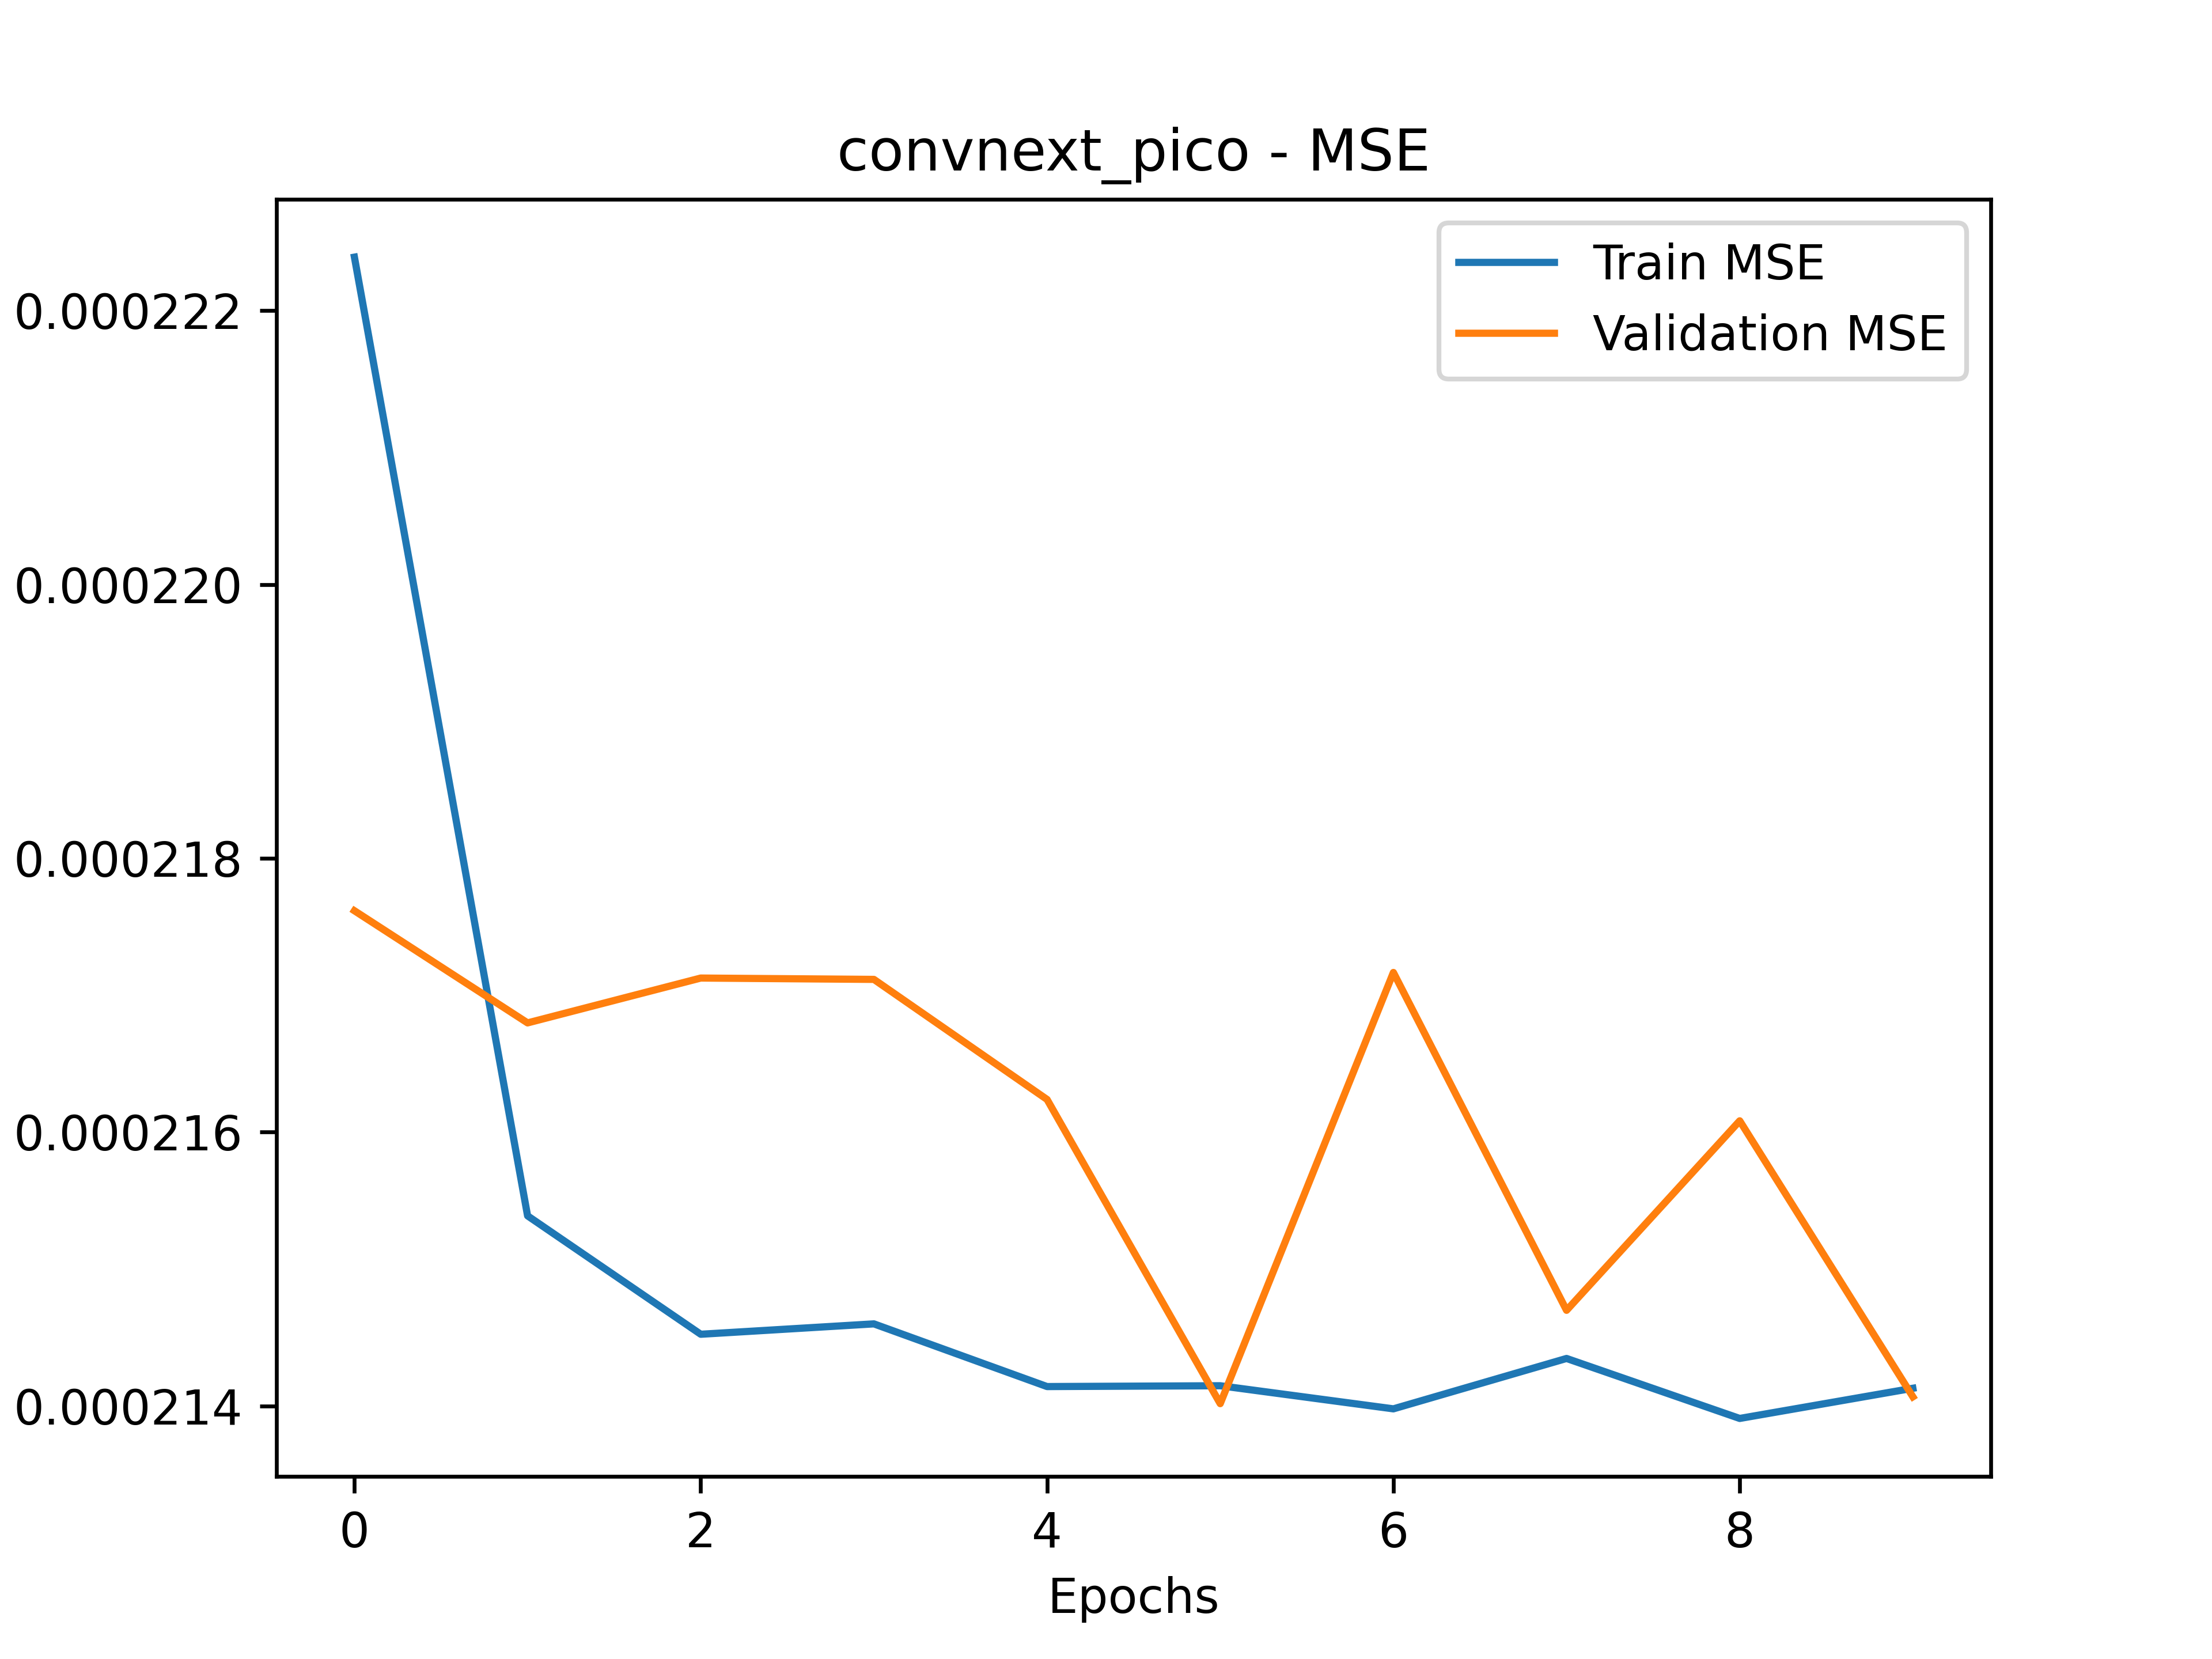 convnext_pico - MSE
Train MSE
Validation MSE
0.000222
0.000220
0.000218
0.000216
0.000214
0 2 4 6 8
Epochs